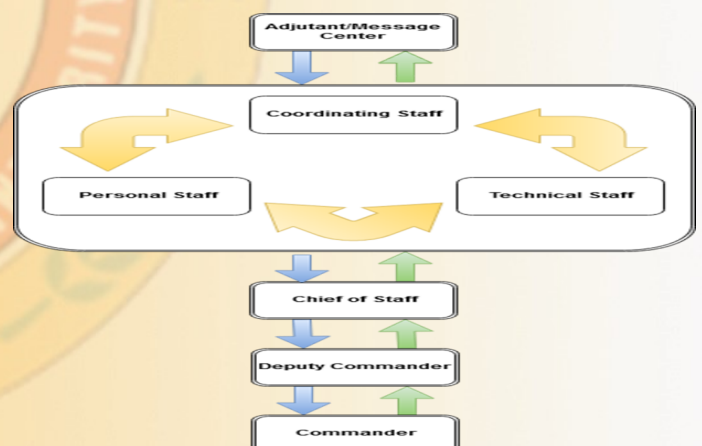 Adjutant/Message
Center
Coordinating Staff
Personal Staff
Technical Staff
Chief of Staff
Deputy Commander
Commander